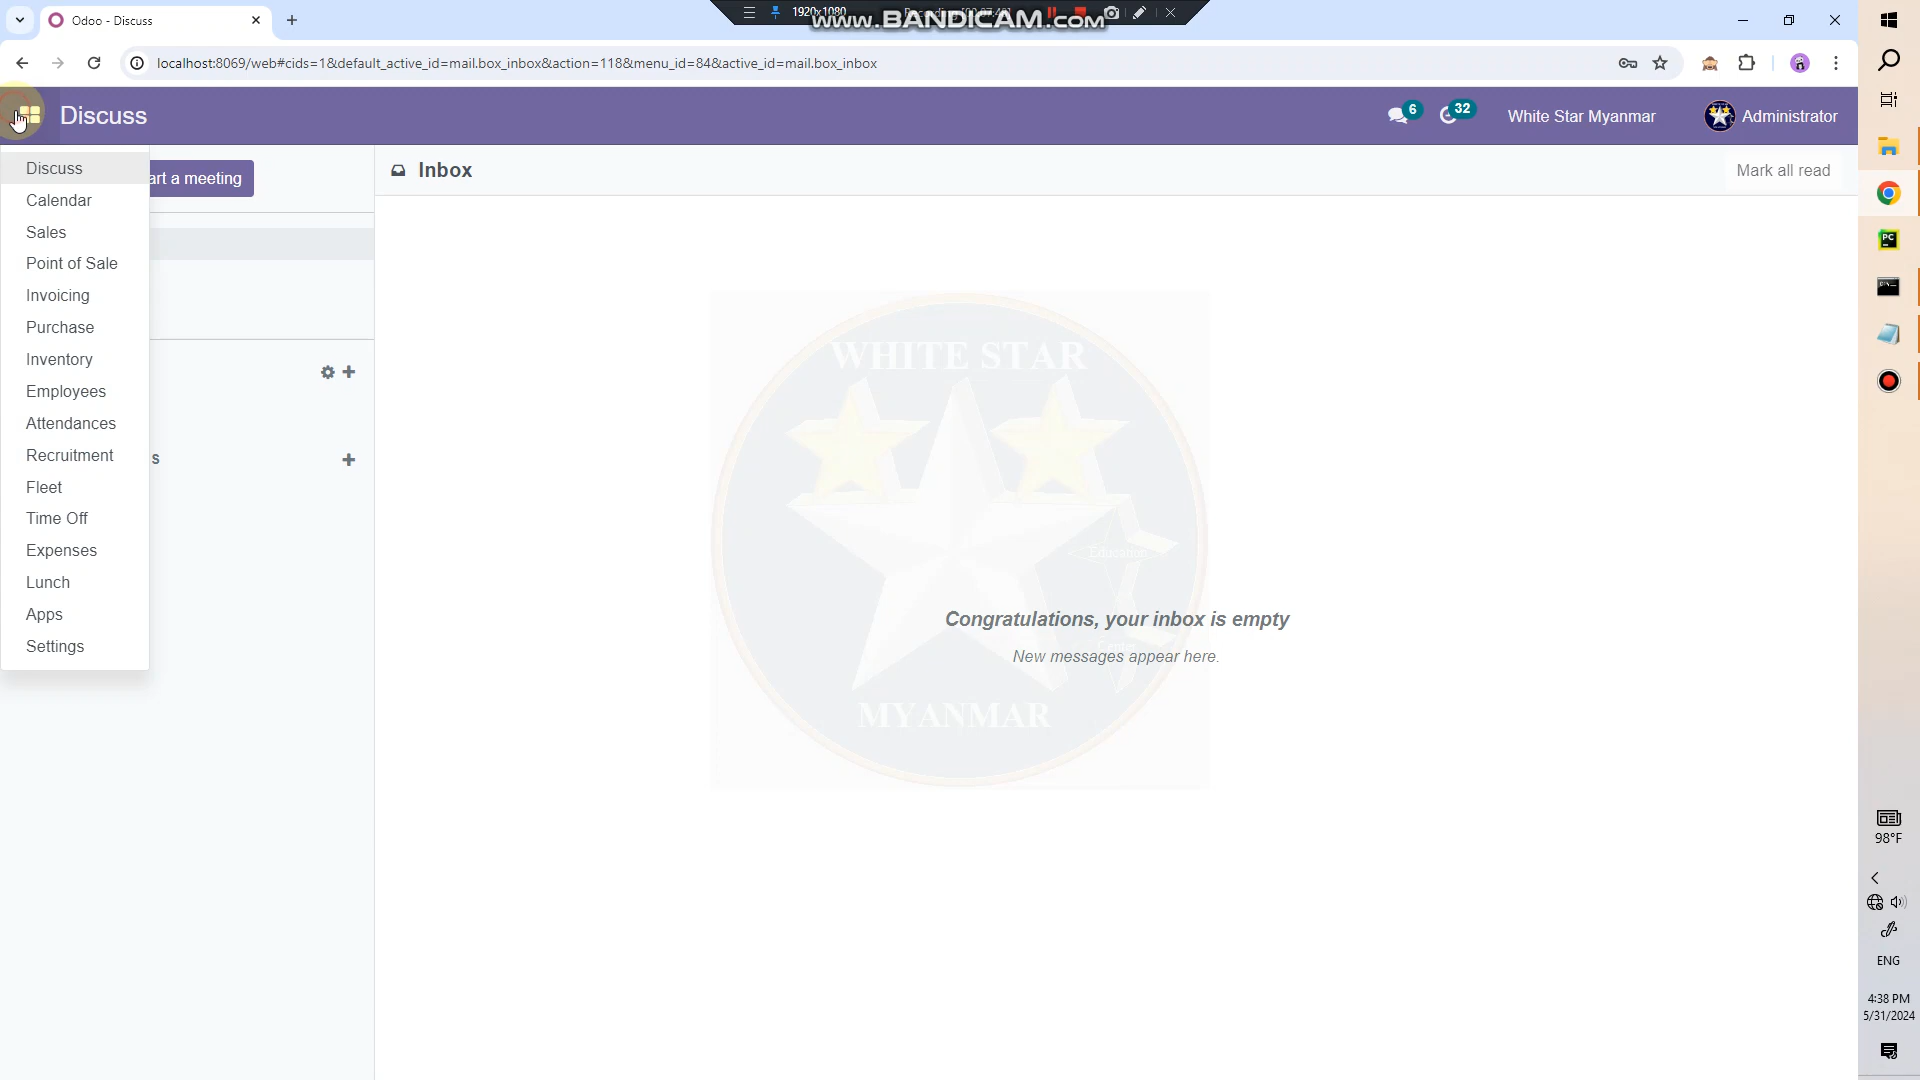 Odoo - Discuss
1920x1080
www.BANDICAM.com
localhost:8069/web#cids=1&default_active_id=mail.box_inbox&action=118&menu_id=84&active_id=mail.box_inbox
Discuss
6
32
White Star Myanmar
Administrator
Discuss
Calendar
Sales
Point of Sale
Invoicing
Purchase
Inventory
Employees
Attendances
Recruitment
Fleet
Time Off
Expenses
Lunch
Apps
Settings
art a meeting
s
Inbox
Mark all read
WHITE STAR
Education
MYANMAR
Congratulations, your inbox is empty
New messages appear here.
PC
98°F
ENG
4:38 PM
5/31/2024